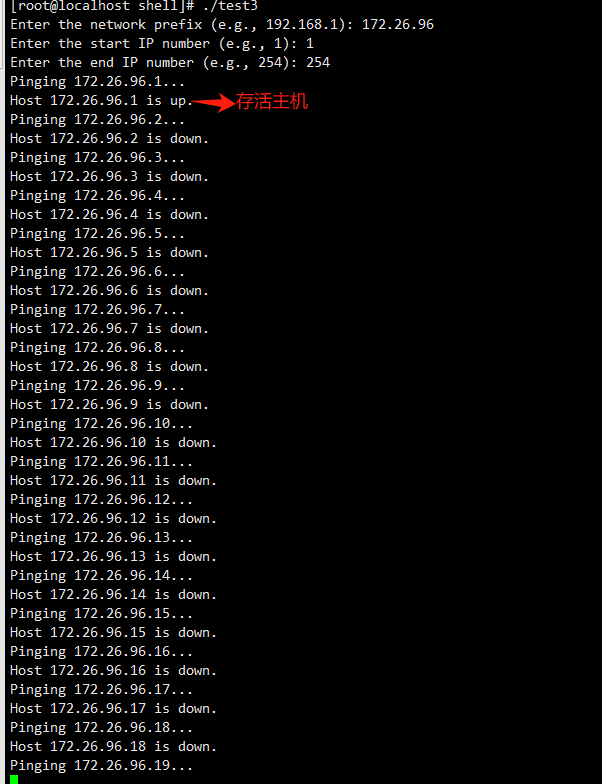 [root@localhost shell]# ./test3
Enter the network prefix (e.g., 192.168.1): 172.26.96
Enter the start IP number (e.g., 1): 1
Enter the end IP number (e.g., 254): 254
Pinging 172.26.96.1...
Host 172.26.96.1 is up. 存活主机
Pinging 172.26.96.2...
Host 172.26.96.2 is down.
Pinging 172.26.96.3...
Host 172.26.96.3 is down.
Pinging 172.26.96.4...
Host 172.26.96.4 is down.
Pinging 172.26.96.5...
Host 172.26.96.5 is down.
Pinging 172.26.96.6...
Host 172.26.96.6 is down.
Pinging 172.26.96.7...
Host 172.26.96.7 is down.
Pinging 172.26.96.8...
Host 172.26.96.8 is down.
Pinging 172.26.96.9...
Host 172.26.96.9 is down.
Pinging 172.26.96.10...
Host 172.26.96.10 is down.
Pinging 172.26.96.11...
Host 172.26.96.11 is down.
Pinging 172.26.96.12...
Host 172.26.96.12 is down.
Pinging 172.26.96.13...
Host 172.26.96.13 is down.
Pinging 172.26.96.14...
Host 172.26.96.14 is down.
Pinging 172.26.96.15...
Host 172.26.96.15 is down.
Pinging 172.26.96.16...
Host 172.26.96.16 is down.
Pinging 172.26.96.17...
Host 172.26.96.17 is down.
Pinging 172.26.96.18...
Host 172.26.96.18 is down.
Pinging 172.26.96.19...